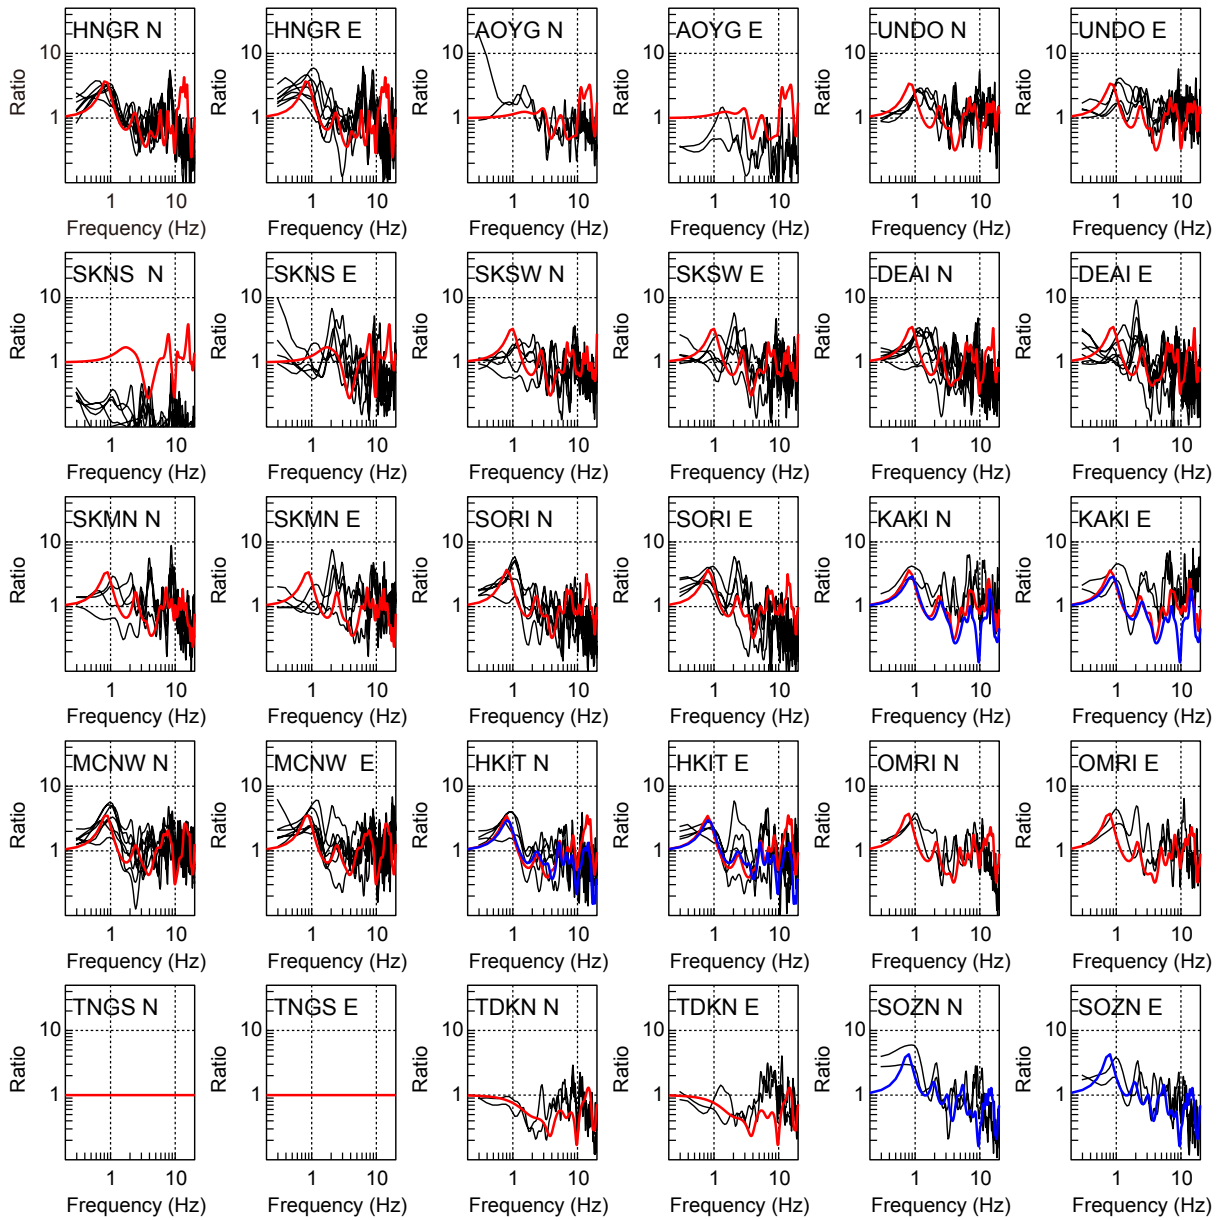 HNGR N HNGR E AOYG N AOYG E UNDO N UNDO E
10 10 10 10 10 10
Ratio Ratio Ratio Ratio Ratio Ratio
1 1 1 1 1 1
1 10 1 10 1 10 1 10 1 10 1 10
Frequency (Hz) Frequency (Hz) Frequency (Hz) Frequency (Hz) Frequency (Hz) Frequency (Hz)
SKNS N SKNS E SKSW N SKSW E DEAI N DEAI E
10 10 10 10 10 10
Ratio Ratio Ratio Ratio Ratio Ratio
1 1 1 1 1 1
1 10 1 10 1 10 1 10 1 10 1 10
Frequency (Hz) Frequency (Hz) Frequency (Hz) Frequency (Hz) Frequency (Hz) Frequency (Hz)
SKMN N SKMN E SORI N SORI E KAKI N KAKI E
10 10 10 10 10 10
Ratio Ratio Ratio Ratio Ratio Ratio
1 1 1 1 1 1
1 10 1 10 1 10 1 10 1 10 1 10
Frequency (Hz) Frequency (Hz) Frequency (Hz) Frequency (Hz) Frequency (Hz) Frequency (Hz)
MCNW N MCNW E HKIT N HKIT E OMRI N OMRI E
10 10 10 10 10 10
Ratio Ratio Ratio Ratio Ratio Ratio
1 1 1 1 1 1
1 10 1 10 1 10 1 10 1 10 1 10
Frequency (Hz) Frequency (Hz) Frequency (Hz) Frequency (Hz) Frequency (Hz) Frequency (Hz)
TNGS N TNGS E TDKN N TDKN E SOZN N SOZN E
10 10 10 10 10 10
Ratio Ratio Ratio Ratio Ratio Ratio
1 1 1 1 1 1
1 10 1 10 1 10 1 10 1 10 1 10
Frequency (Hz) Frequency (Hz) Frequency (Hz) Frequency (Hz) Frequency (Hz) Frequency (Hz)